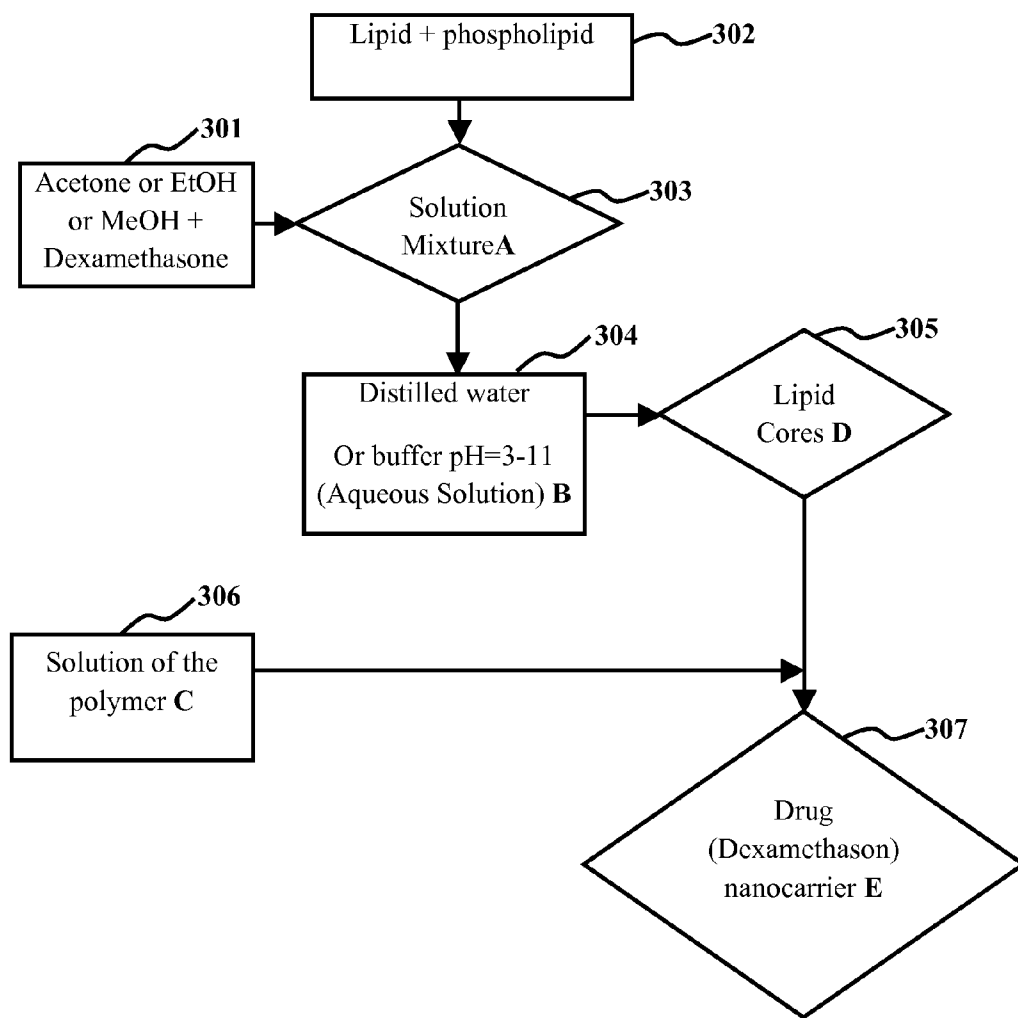 Lipid + phospholipid
302
301
Acetone or EtOH
or MeOH +
Dexamethasone
303
Solution
MixtureA
304
Distilled water
Or buffer pH=3-11
(Aqueous Solution) B
305
Lipid
Cores D
306
Solution of the
polymer C
307
Drug
(Dexamethason)
nanocarrier E